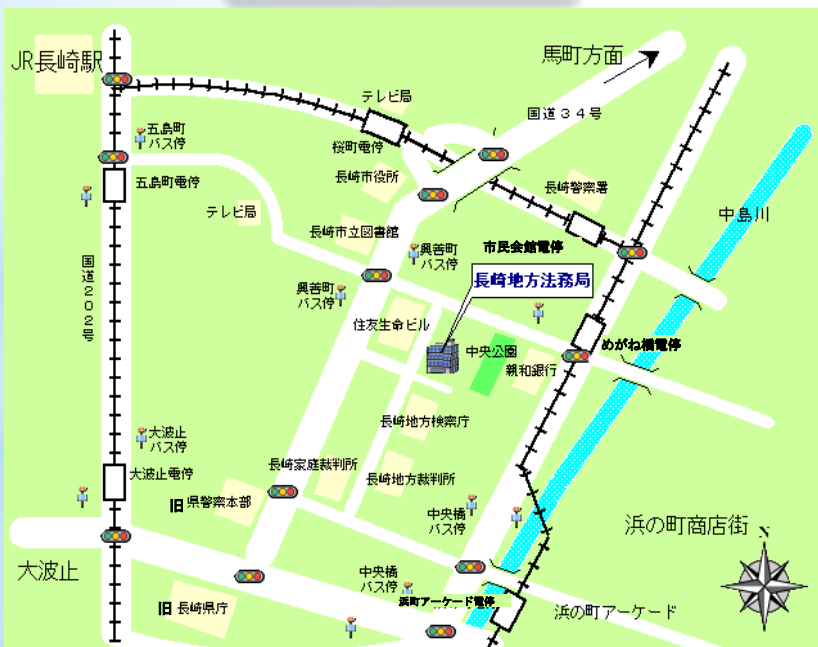 JR長崎駅
馬町方面
テレビ局
国道34号
五島町
バス停
桜町電停
長崎市役所
五島町電停
長崎警察署
テレビ局
中島川
長崎市立図書館
興善町
バス停
市民会館電停
国道202号
長崎地方法務局
興善町
バス停
住友生命ビル
中央公園
めがね橋電停
親和銀行
長崎地方検察庁
大波止
バス停
長崎家庭裁判所
大波止電停
長崎地方裁判所
旧 県警察本部
中央橋
バス停
浜の町商店街
N
大波止
中央橋
バス停
浜町アーケード電停
旧 長崎県庁
浜の町アーケード